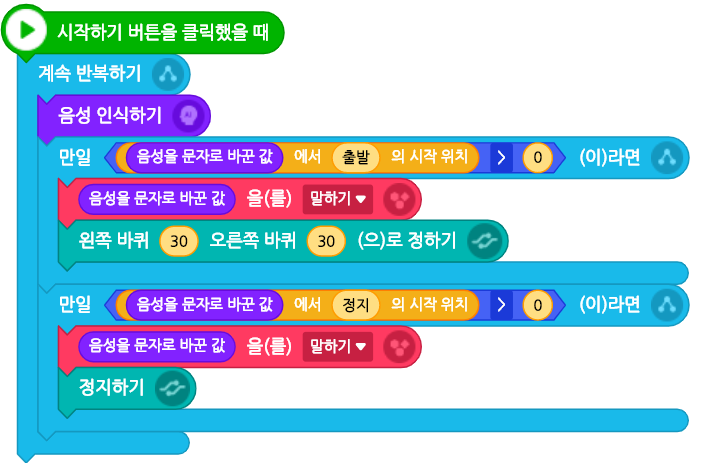 시작하기 버튼을 클릭했을 때
계속 반복하기
음성 인식하기
만일 음성을 문자로 바꾼 값 에서 출발 의 시작 위치 > 0 (이)라면
음성을 문자로 바꾼 값 을(를) 말하기
왼쪽 바퀴 30 오른쪽 바퀴 30 (으)로 정하기
만일 음성을 문자로 바꾼 값 에서 정지 의 시작 위치 > 0 (이)라면
음성을 문자로 바꾼 값 을(를) 말하기
정지하기